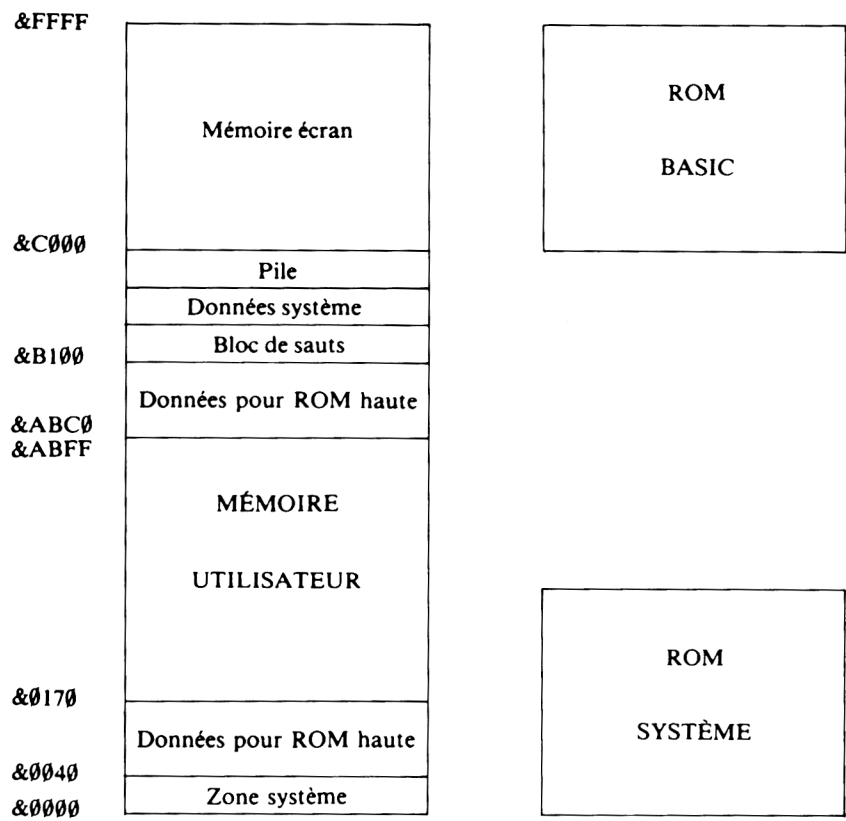 &FFFF
Mémoire écran
ROM
BASIC
&C000
Pile
Données système
Bloc de sauts
&B100
Données pour ROM haute
&ABC0
&ABFF
MÉMOIRE
UTILISATEUR
ROM
SYSTÈME
&0170
Données pour ROM haute
&0040
Zone système
&0000